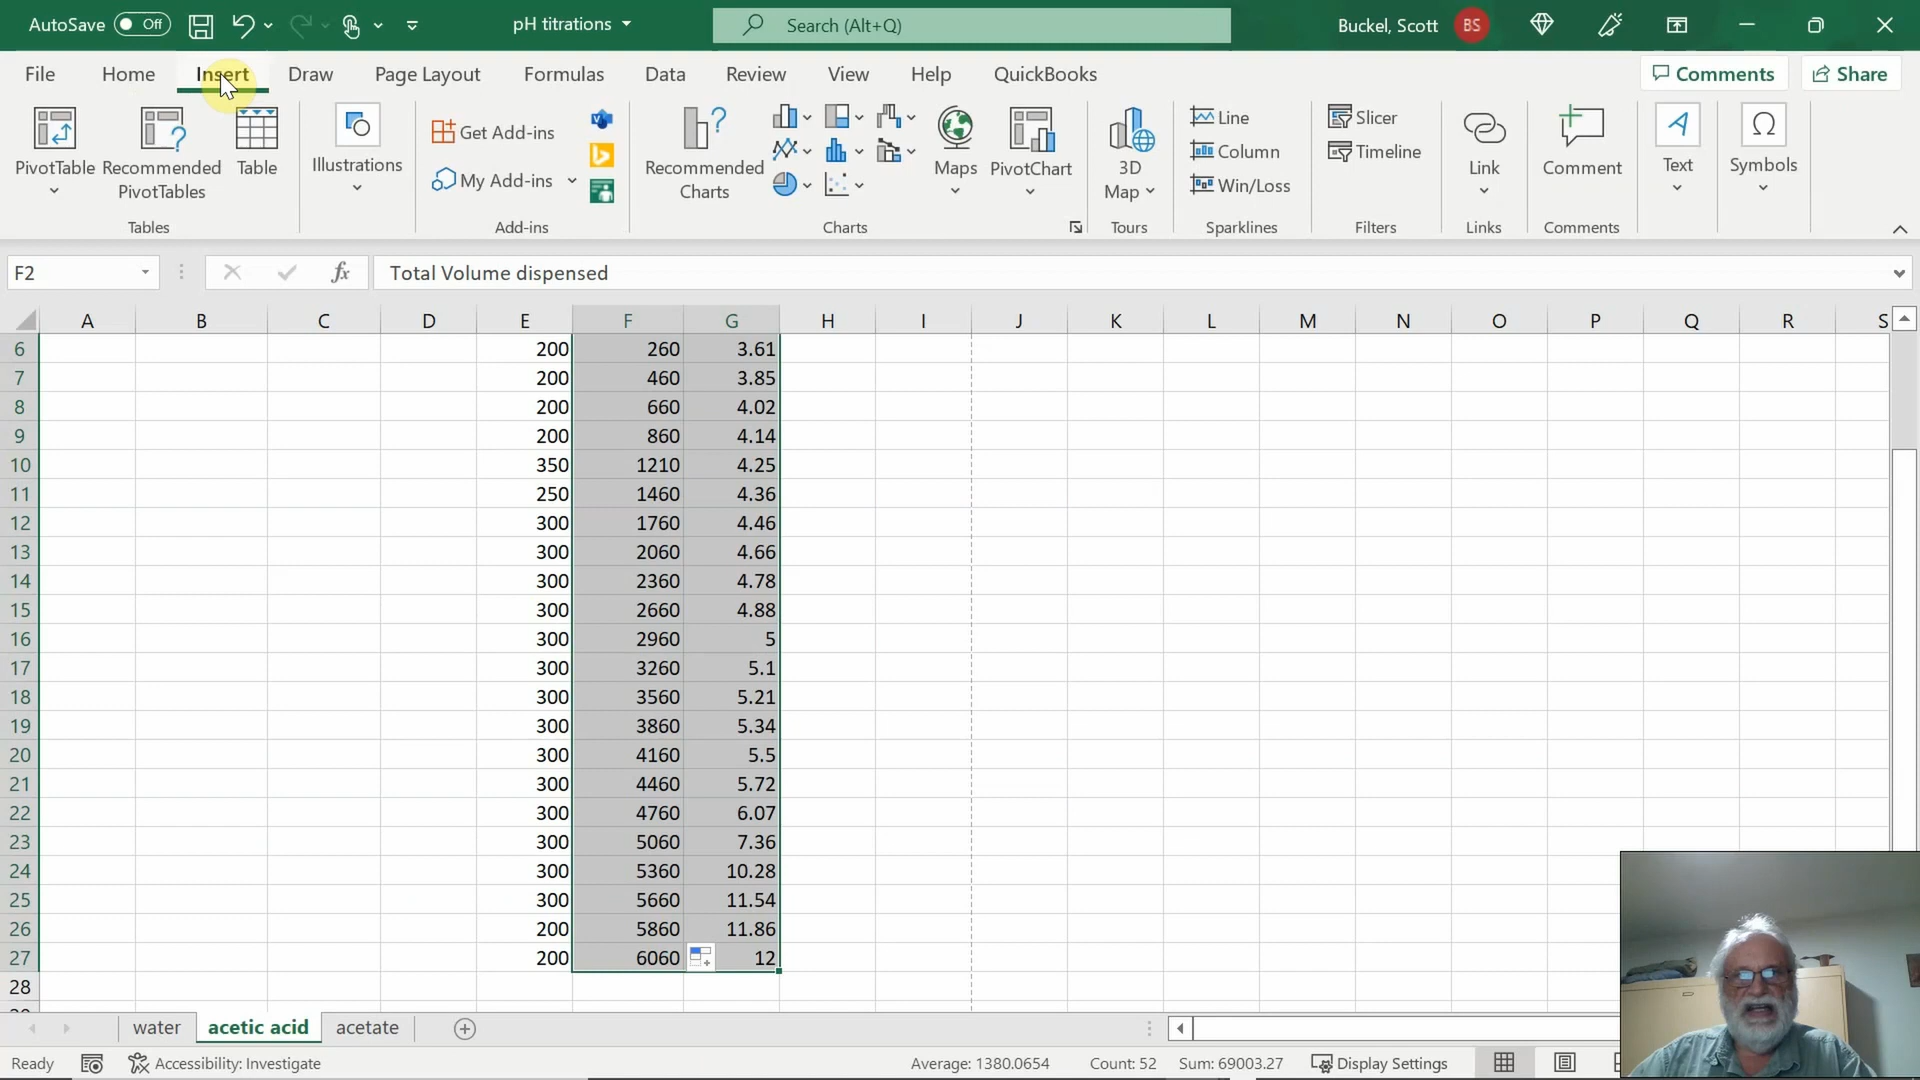 AutoSave Off pH titrations Search (Alt+Q) Buckel, Scott BS
File Home Insert Draw Page Layout Formulas Data Review View Help QuickBooks Comments Share
PivotTable Recommended PivotTables Table Illustrations Get Add-ins My Add-ins Recommended Charts Maps PivotChart 3D Map Line Column Win/Loss Slicer Timeline Link Comment Text Symbols
Tables Add-ins Charts Tours Sparklines Filters Links Comments
F2 fx Total Volume dispensed
A B C D E F G H I J K L M N O P Q R S
6 200 260 3.61
7 200 460 3.85
8 200 660 4.02
9 200 860 4.14
10 350 1210 4.25
11 250 1460 4.36
12 300 1760 4.46
13 300 2060 4.66
14 300 2360 4.78
15 300 2660 4.88
16 300 2960 5
17 300 3260 5.1
18 300 3560 5.21
19 300 3860 5.34
20 300 4160 5.5
21 300 4460 5.72
22 300 4760 6.07
23 300 5060 7.36
24 300 5360 10.28
25 300 5660 11.54
26 200 5860 11.86
27 200 6060 12
28
water acetic acid acetate
Ready Accessibility: Investigate Average: 1380.0654 Count: 52 Sum: 69003.27 Display Settings